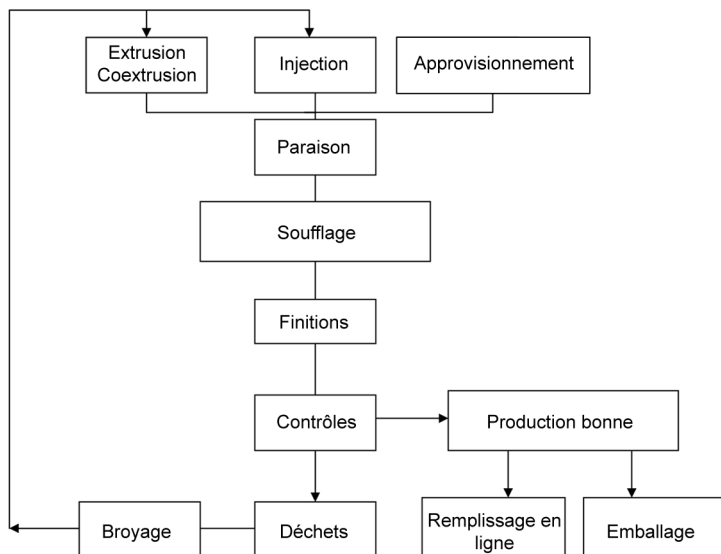 Extrusion
Coextrusion
Injection
Approvisionnement
Paraison
Soufflage
Finitions
Contrôles
Production bonne
Broyage
Déchets
Remplissage en
ligne
Emballage